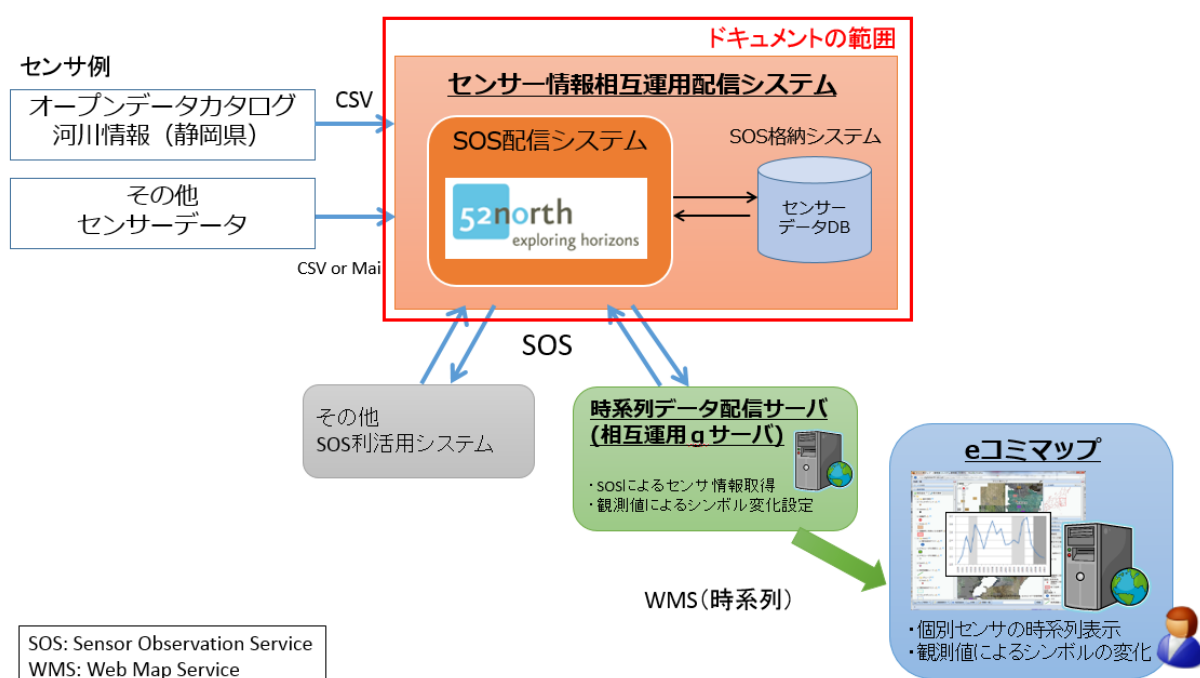 ドキュメントの範囲
センサ例
オープンデータカタログ
河川情報（静岡県）
CSV
その他
センサーデータ
CSV or Mai
センサー情報相互運用配信システム
SOS配信システム
52north
exploring horizons
SOS格納システム
センサー
データDB
SOS
その他
SOS利活用システム
時系列データ配信サーバ
(相互運用ｇサーバ)
・SOSによるセンサ情報取得
・観測値によるシンボル変化設定
WMS（時系列）
eコミマップ
・個別センサの時系列表示
・観測値によるシンボルの変化
SOS: Sensor Observation Service
WMS: Web Map Service